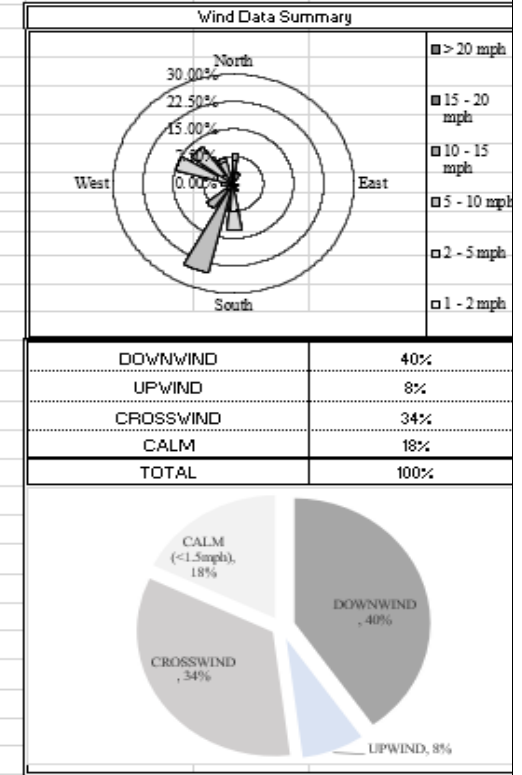 Wind Data Summary
North
30.00%
22.50%
15.00%
7.50%
0.00%
West
East
South
> 20 mph
15 - 20
mph
10 - 15
mph
5 - 10 mph
2 - 5 mph
1 - 2 mph
DOWNWIND 40%
UPWIND 8%
CROSSWIND 34%
CALM 18%
TOTAL 100%
CALM
(<1.5mph),
18%
DOWNWIND
, 40%
CROSSWIND
, 34%
UPWIND, 8%